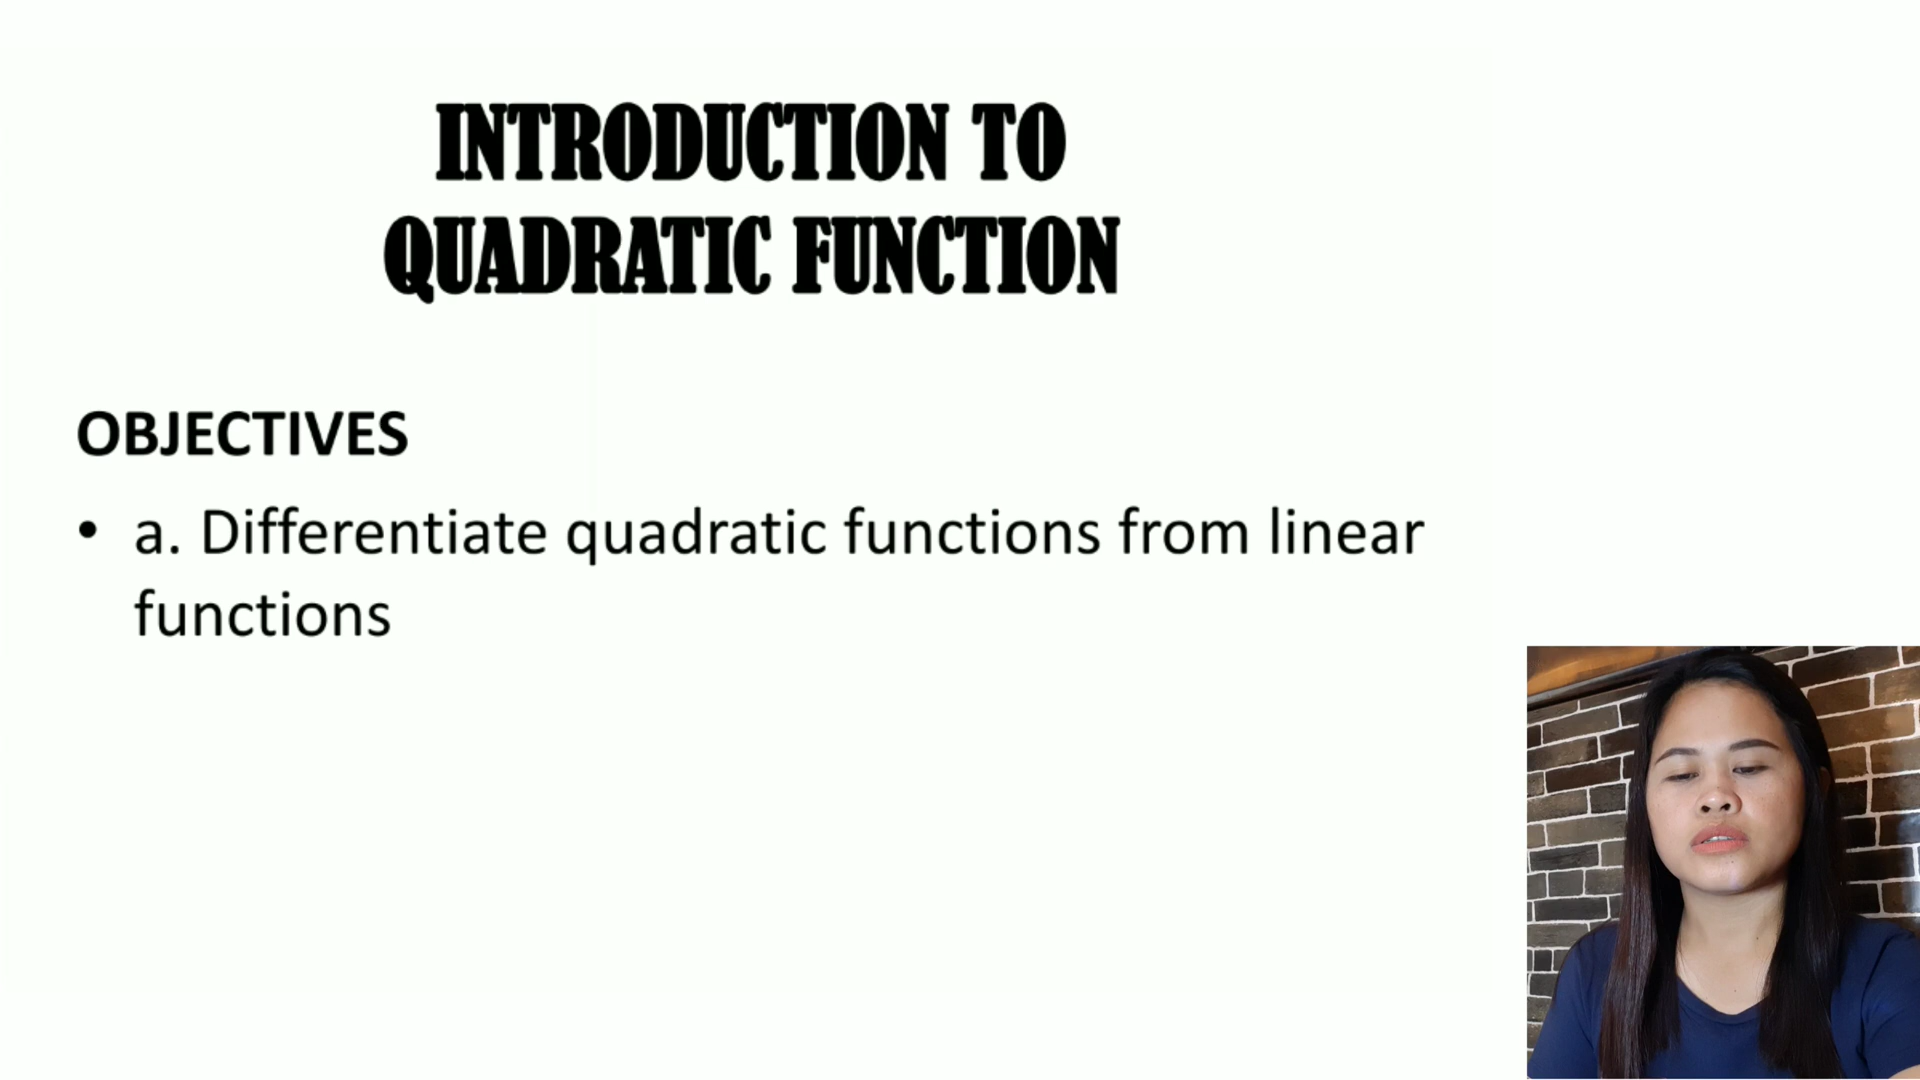 INTRODUCTION TO
QUADRATIC FUNCTION
OBJECTIVES
• a. Differentiate quadratic functions from linear
functions